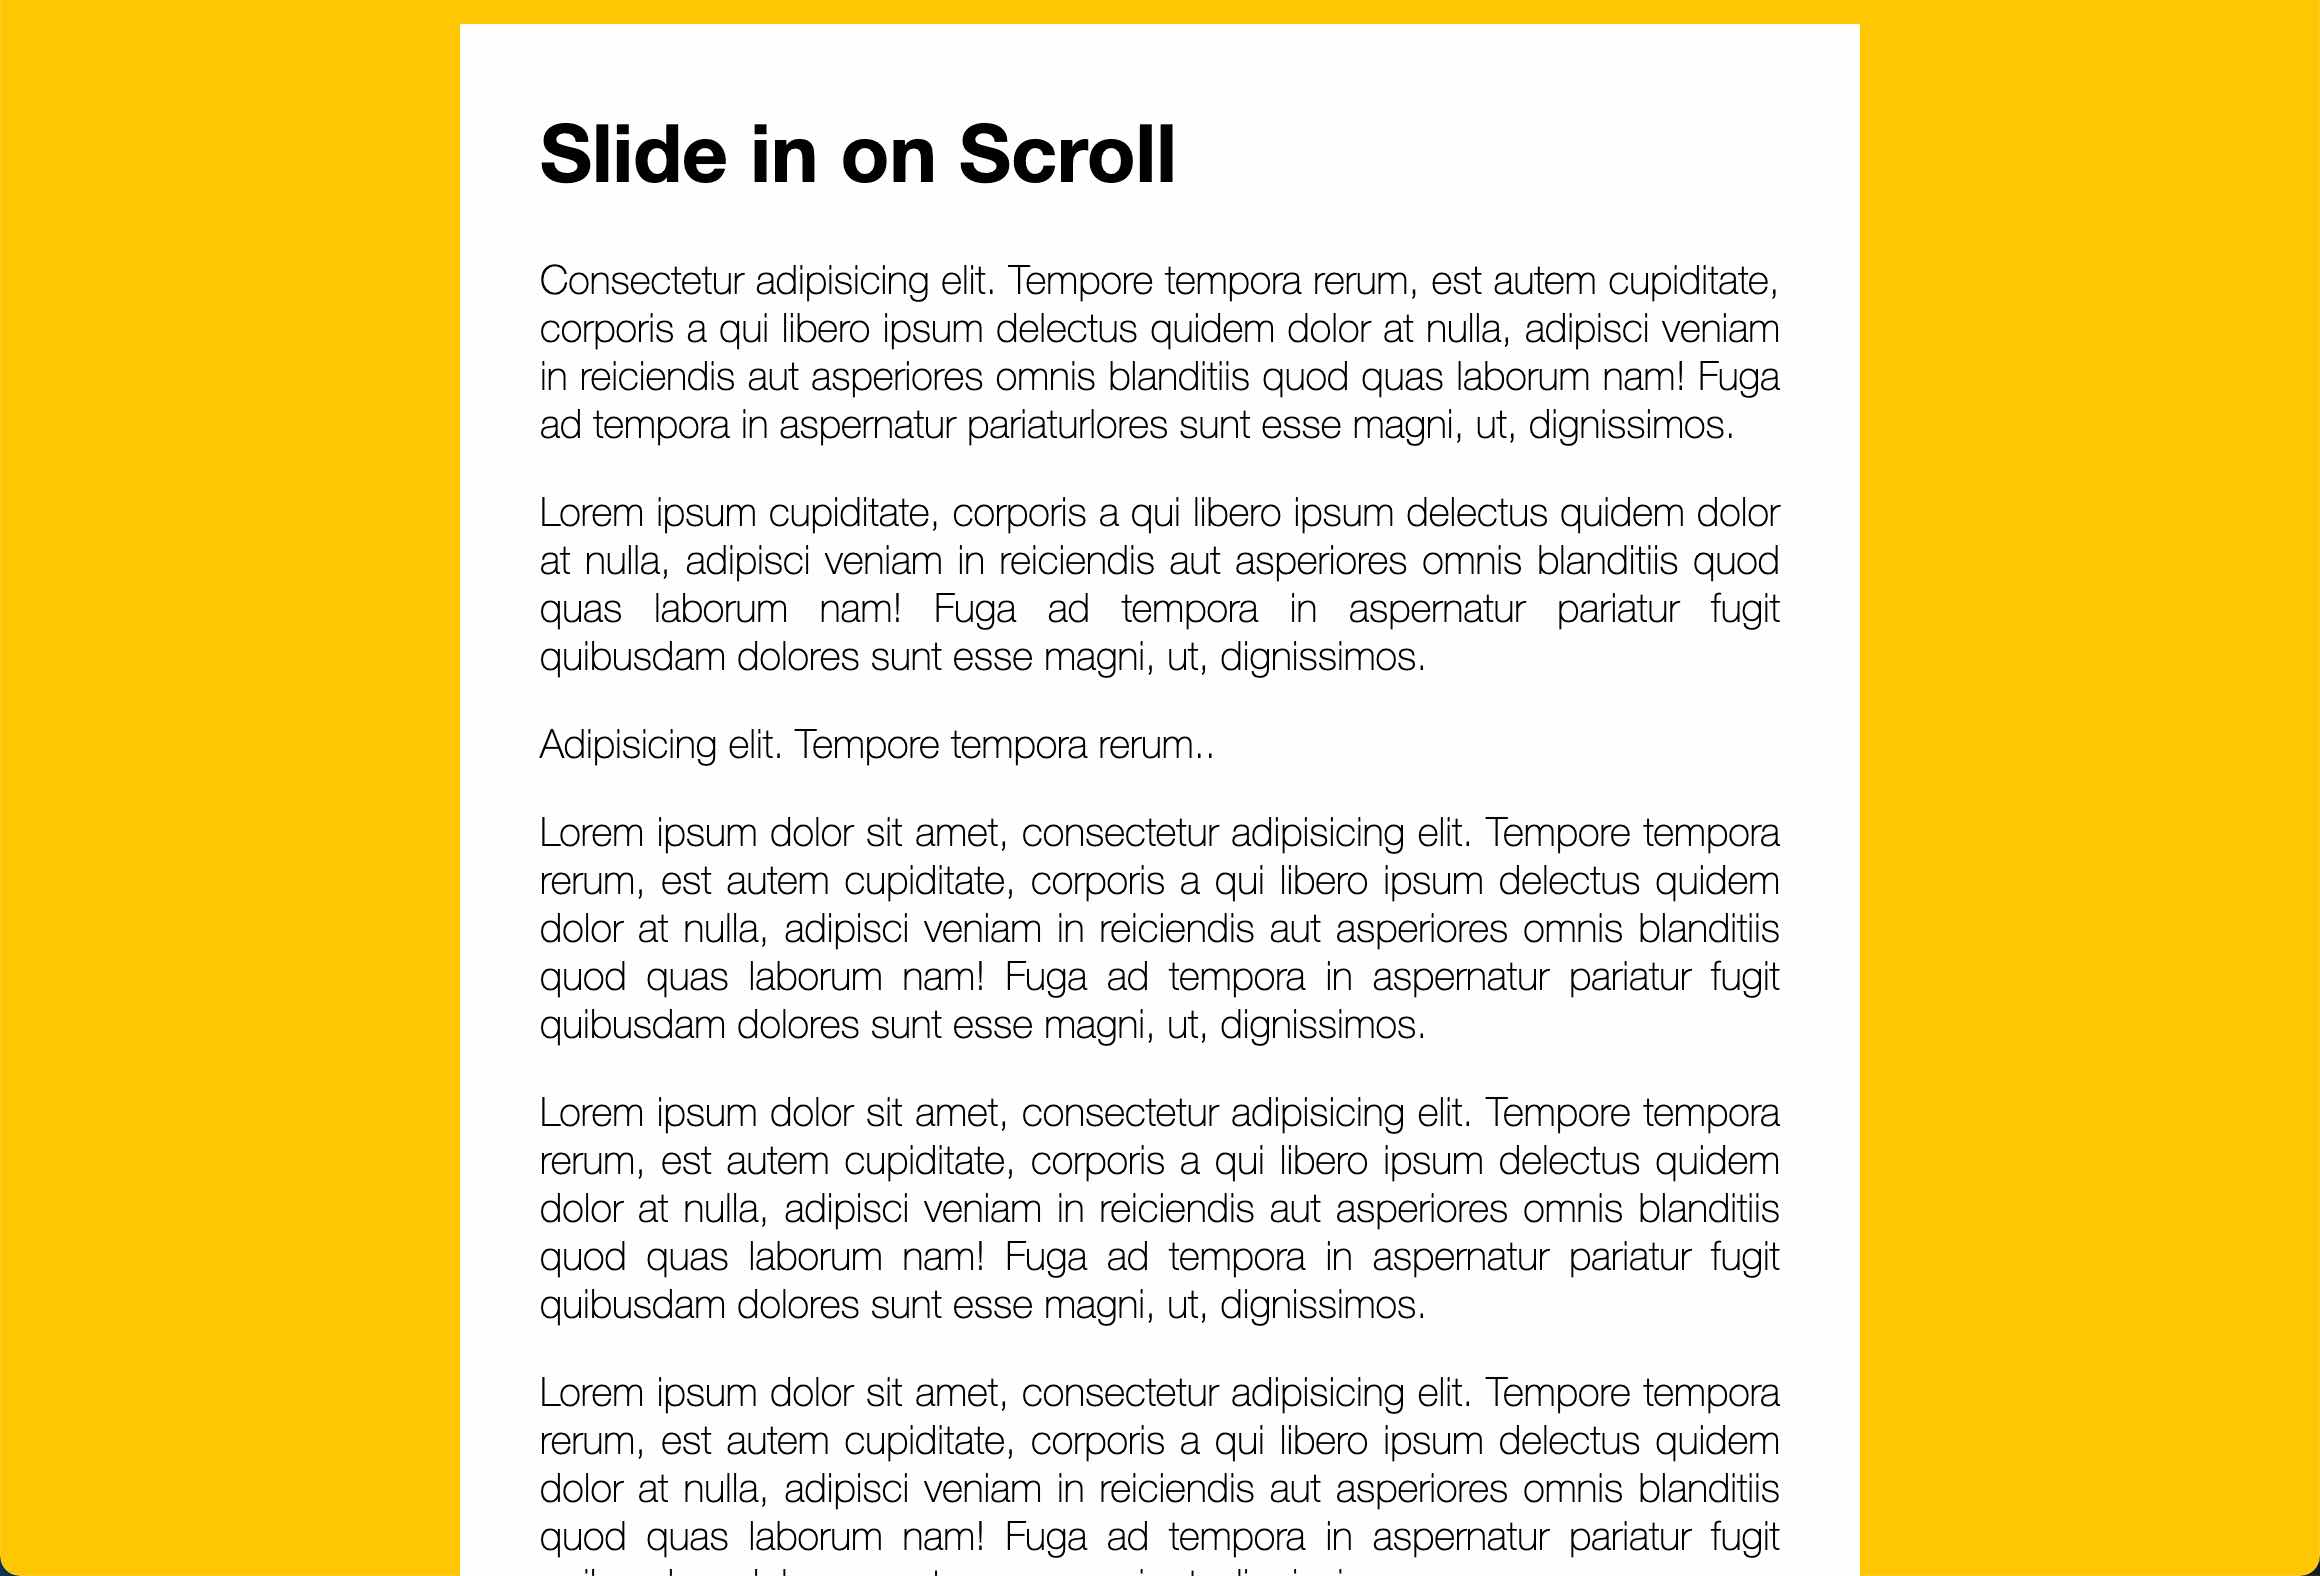 Slide in on Scroll
Consectetur adipisicing elit. Tempore tempora rerum, est autem cupiditate,
corporis a qui libero ipsum delectus quidem dolor at nulla, adipisci veniam
in reiciendis aut asperiores omnis blanditiis quod quas laborum nam! Fuga
ad tempora in aspernatur pariaturlores sunt esse magni, ut, dignissimos.
Lorem ipsum cupiditate, corporis a qui libero ipsum delectus quidem dolor
at nulla, adipisci veniam in reiciendis aut asperiores omnis blanditiis quod
quas laborum nam! Fuga ad tempora in aspernatur pariatur fugit
quibusdam dolores sunt esse magni, ut, dignissimos.
Adipisicing elit. Tempore tempora rerum..
Lorem ipsum dolor sit amet, consectetur adipisicing elit. Tempore tempora
rerum, est autem cupiditate, corporis a qui libero ipsum delectus quidem
dolor at nulla, adipisci veniam in reiciendis aut asperiores omnis blanditiis
quod quas laborum nam! Fuga ad tempora in aspernatur pariatur fugit
quibusdam dolores sunt esse magni, ut, dignissimos.
Lorem ipsum dolor sit amet, consectetur adipisicing elit. Tempore tempora
rerum, est autem cupiditate, corporis a qui libero ipsum delectus quidem
dolor at nulla, adipisci veniam in reiciendis aut asperiores omnis blanditiis
quod quas laborum nam! Fuga ad tempora in aspernatur pariatur fugit
quibusdam dolores sunt esse magni, ut, dignissimos.
Lorem ipsum dolor sit amet, consectetur adipisicing elit. Tempore tempora
rerum, est autem cupiditate, corporis a qui libero ipsum delectus quidem
dolor at nulla, adipisci veniam in reiciendis aut asperiores omnis blanditiis
quod quas laborum nam! Fuga ad tempora in aspernatur pariatur fugit